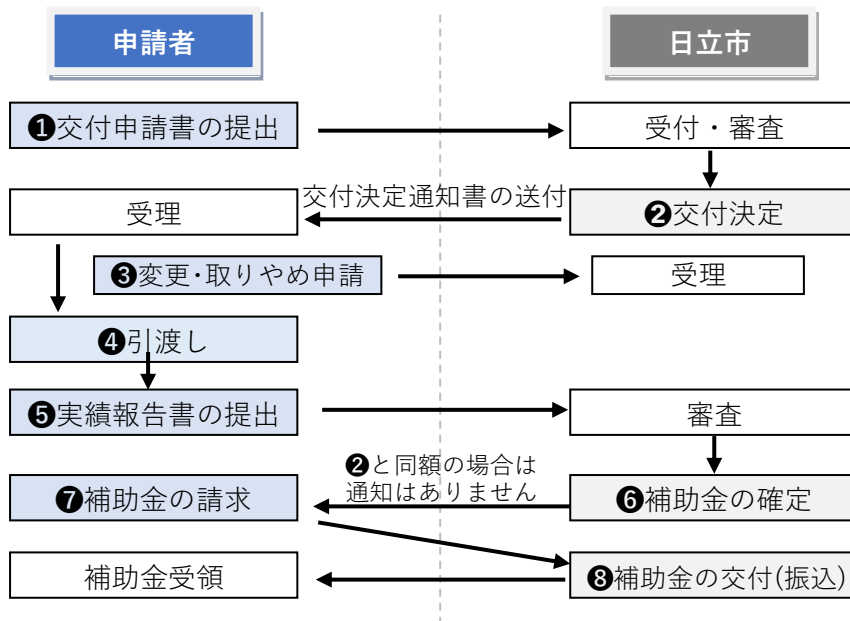 申請者
日立市
❶交付申請書の提出
受付・審査
交付決定通知書の送付
受理
❷交付決定
❸変更・取りやめ申請
受理
❹引渡し
❺実績報告書の提出
審査
❷と同額の場合は
通知はありません
❼補助金の請求
❻補助金の確定
補助金受領
❽補助金の交付(振込)